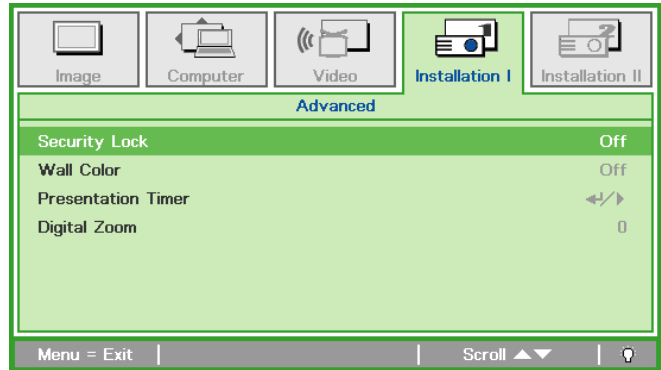 Image Computer Video Installation I Installation II
Advanced
Security Lock Off
Wall Color Off
Presentation Timer ↵/▶
Digital Zoom 0
Menu = Exit Scroll ▲▼